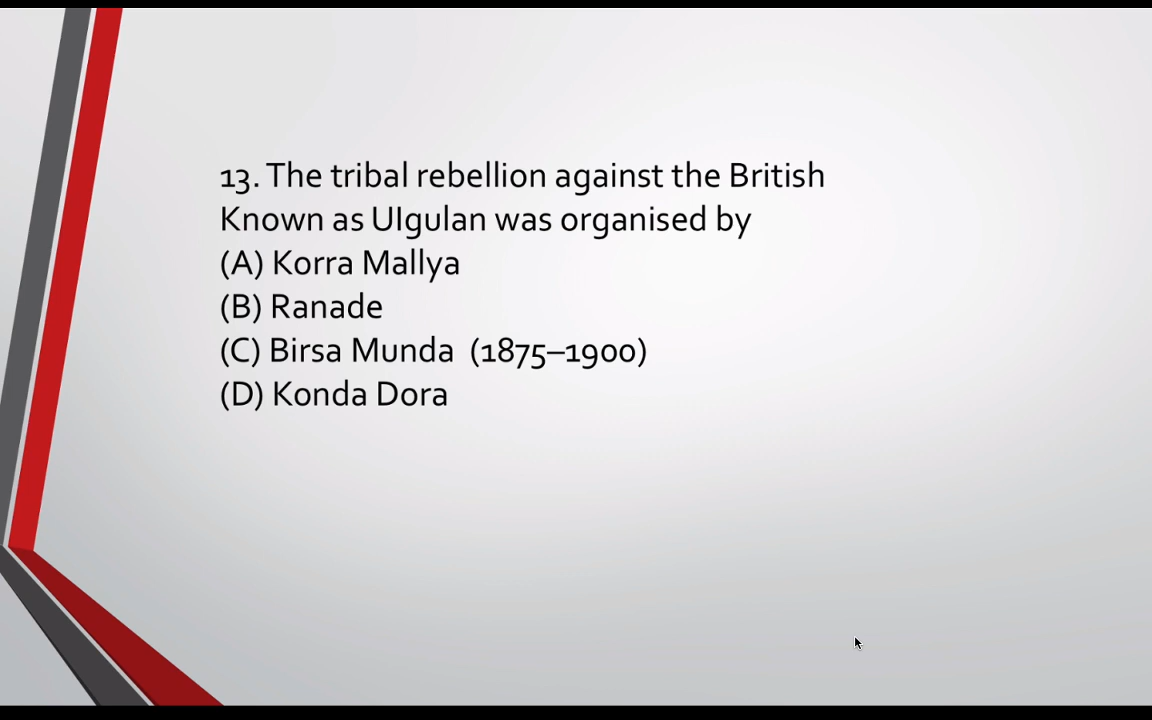 13. The tribal rebellion against the British
Known as UIgulan was organised by
(A) Korra Mallya
(B) Ranade
(C) Birsa Munda (1875–1900)
(D) Konda Dora